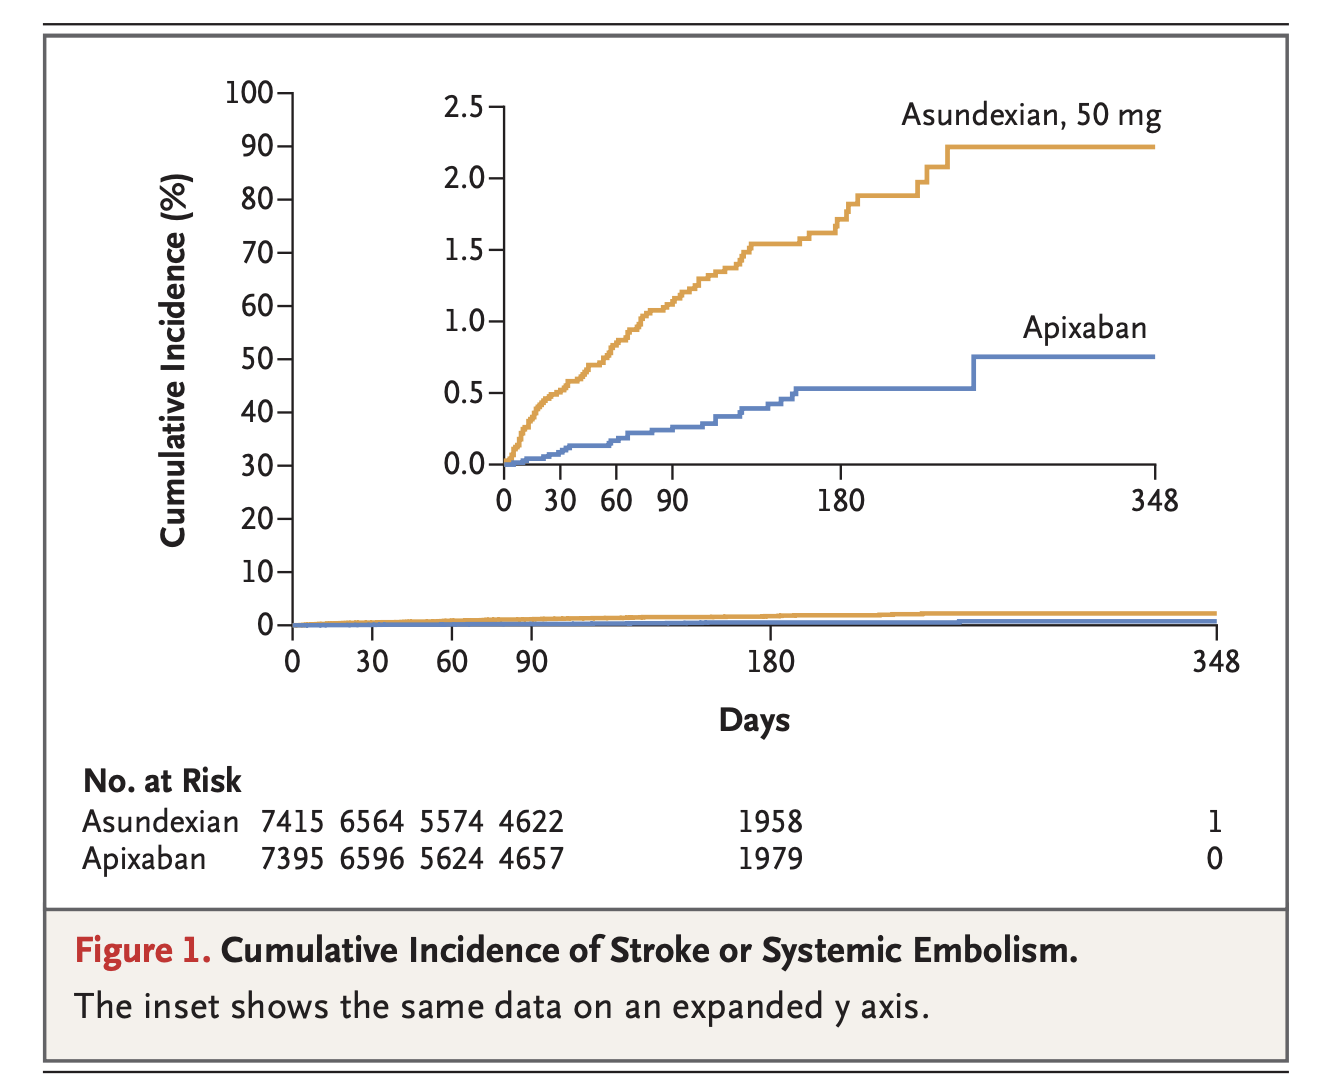 100
90
80
70
60
50
40
30
20
10
0
Cumulative Incidence (%)
2.5
2.0
1.5
1.0
0.5
0.0
Asundexian, 50 mg
Apixaban
0 30 60 90 180 348
0 30 60 90 180 348
Days
No. at Risk
Asundexian 7415 6564 5574 4622 1958 1
Apixaban 7395 6596 5624 4657 1979 0
Figure 1. Cumulative Incidence of Stroke or Systemic Embolism.
The inset shows the same data on an expanded y axis.